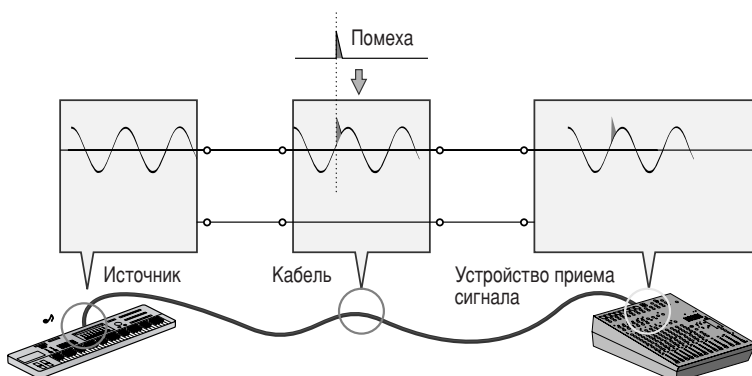 Помеха
Источник
Кабель
Устройство приема
сигнала